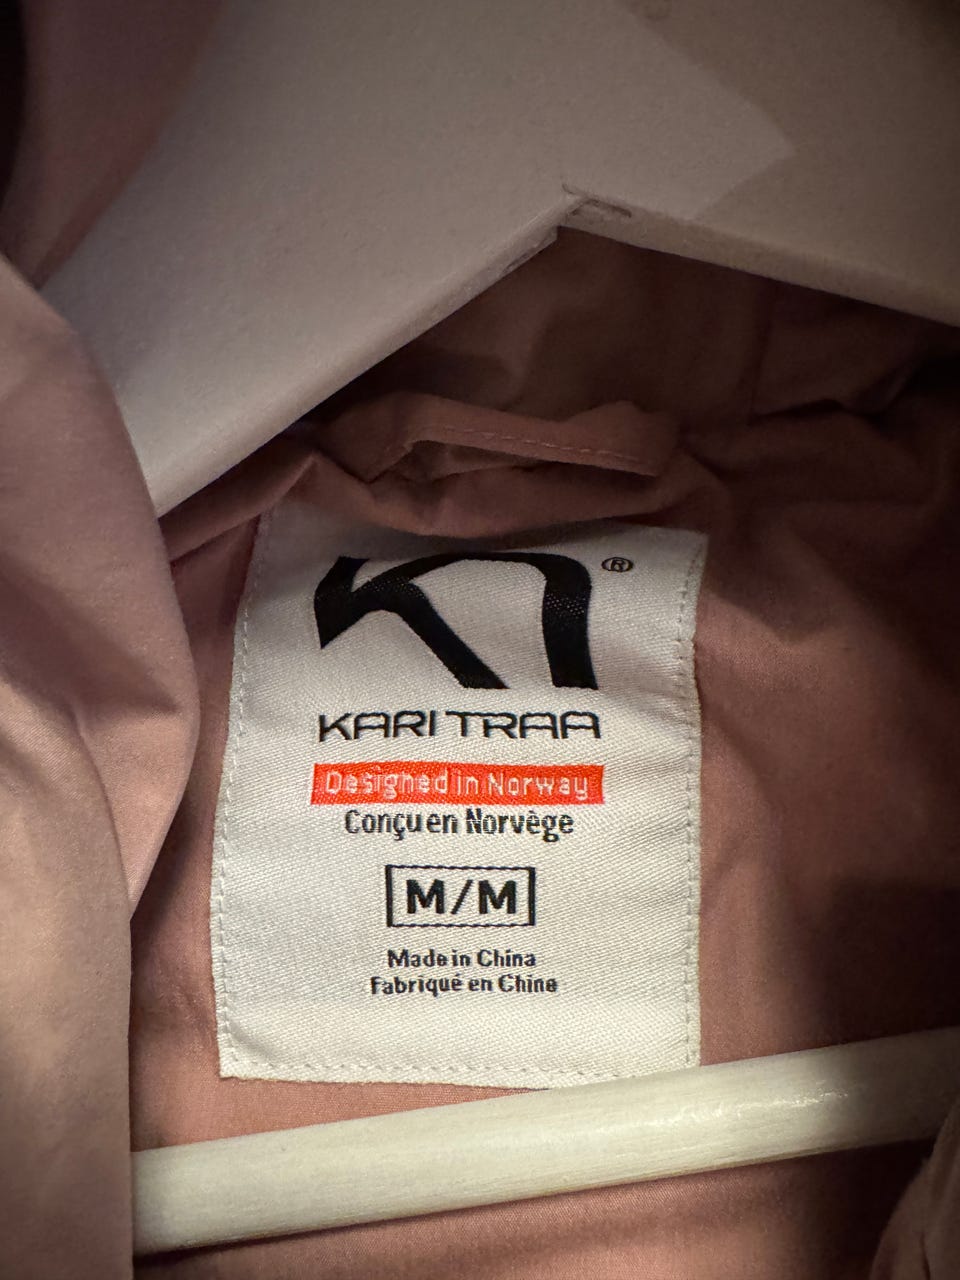 ®
KARI TRAA
Designed in Norway
Conçu en Norvège
M/M
Made in China
Fabriqué en Chine